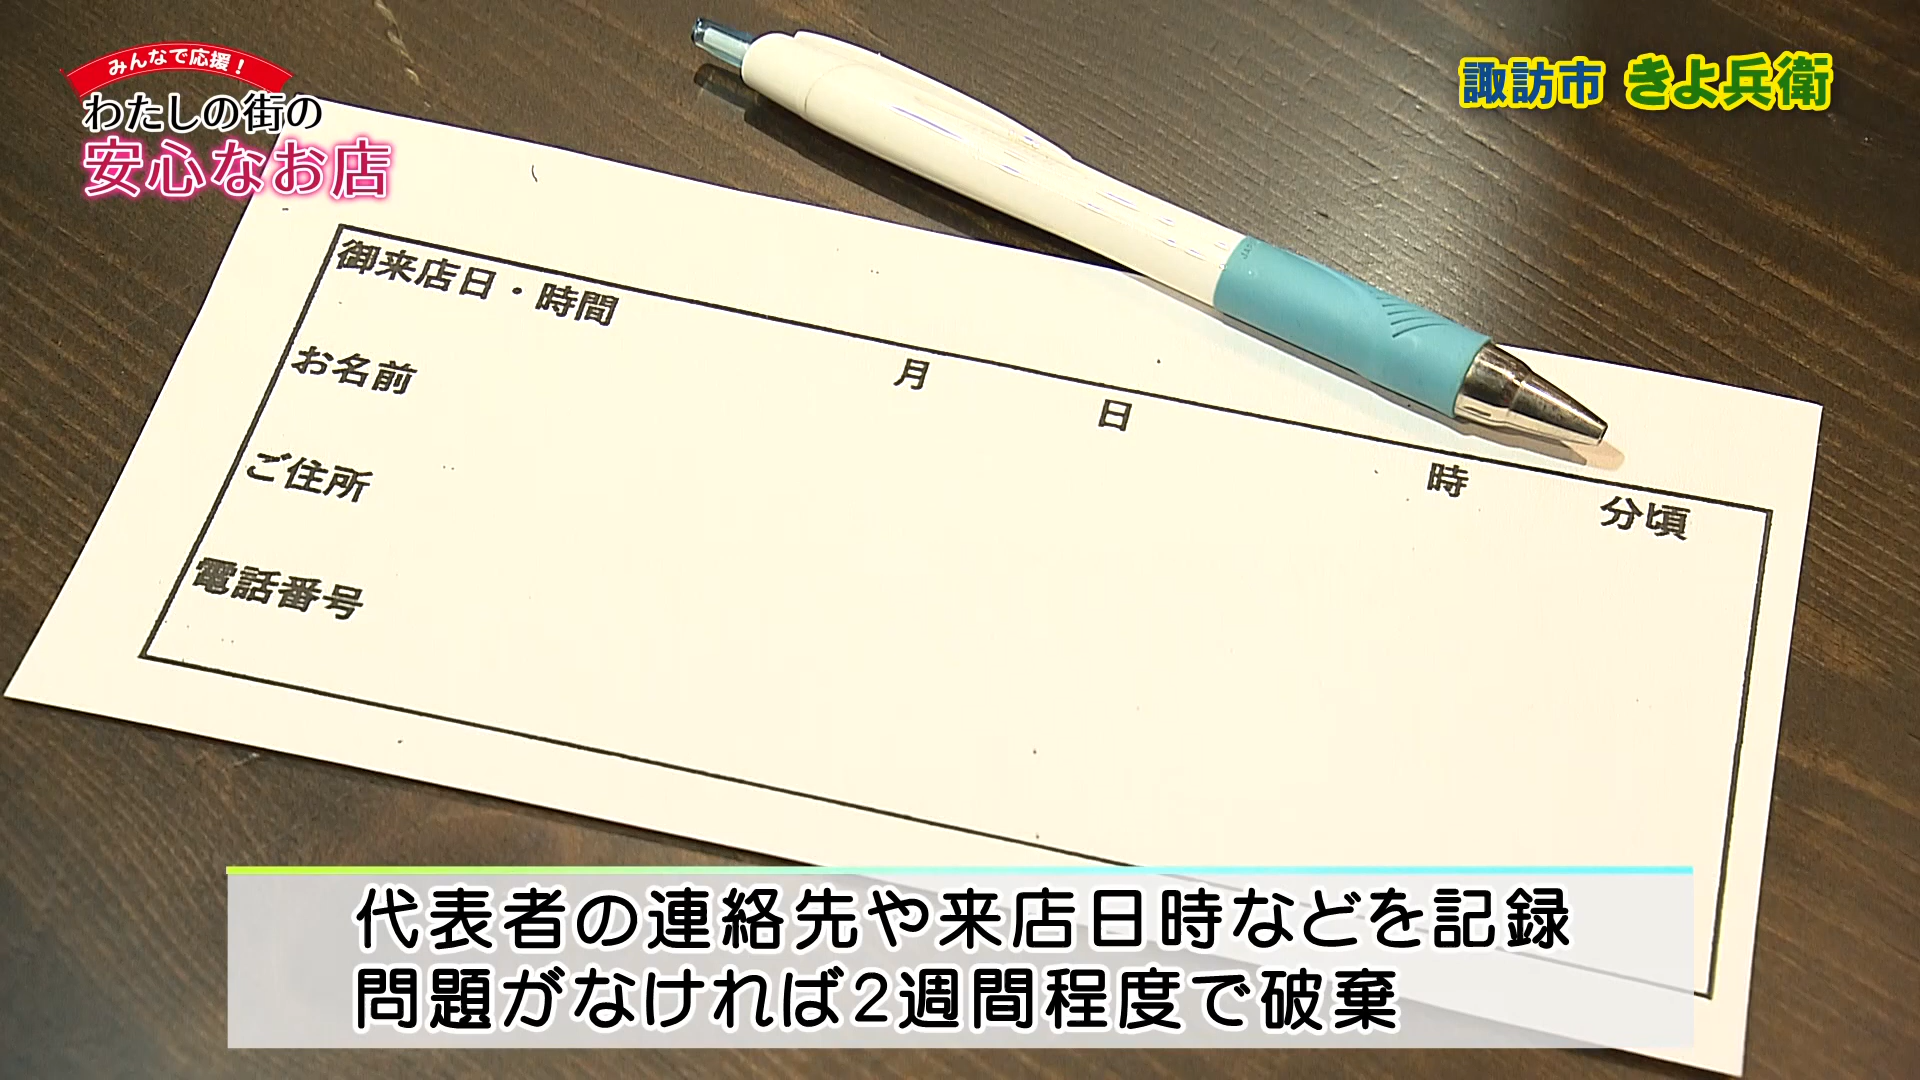 みんなで応援！
わたしの街の
安心なお店
諏訪市 きよ兵衛
御来店日・時間
月 日 時 分頃
お名前
ご住所
電話番号
代表者の連絡先や来店日時などを記録
問題がなければ2週間程度で破棄